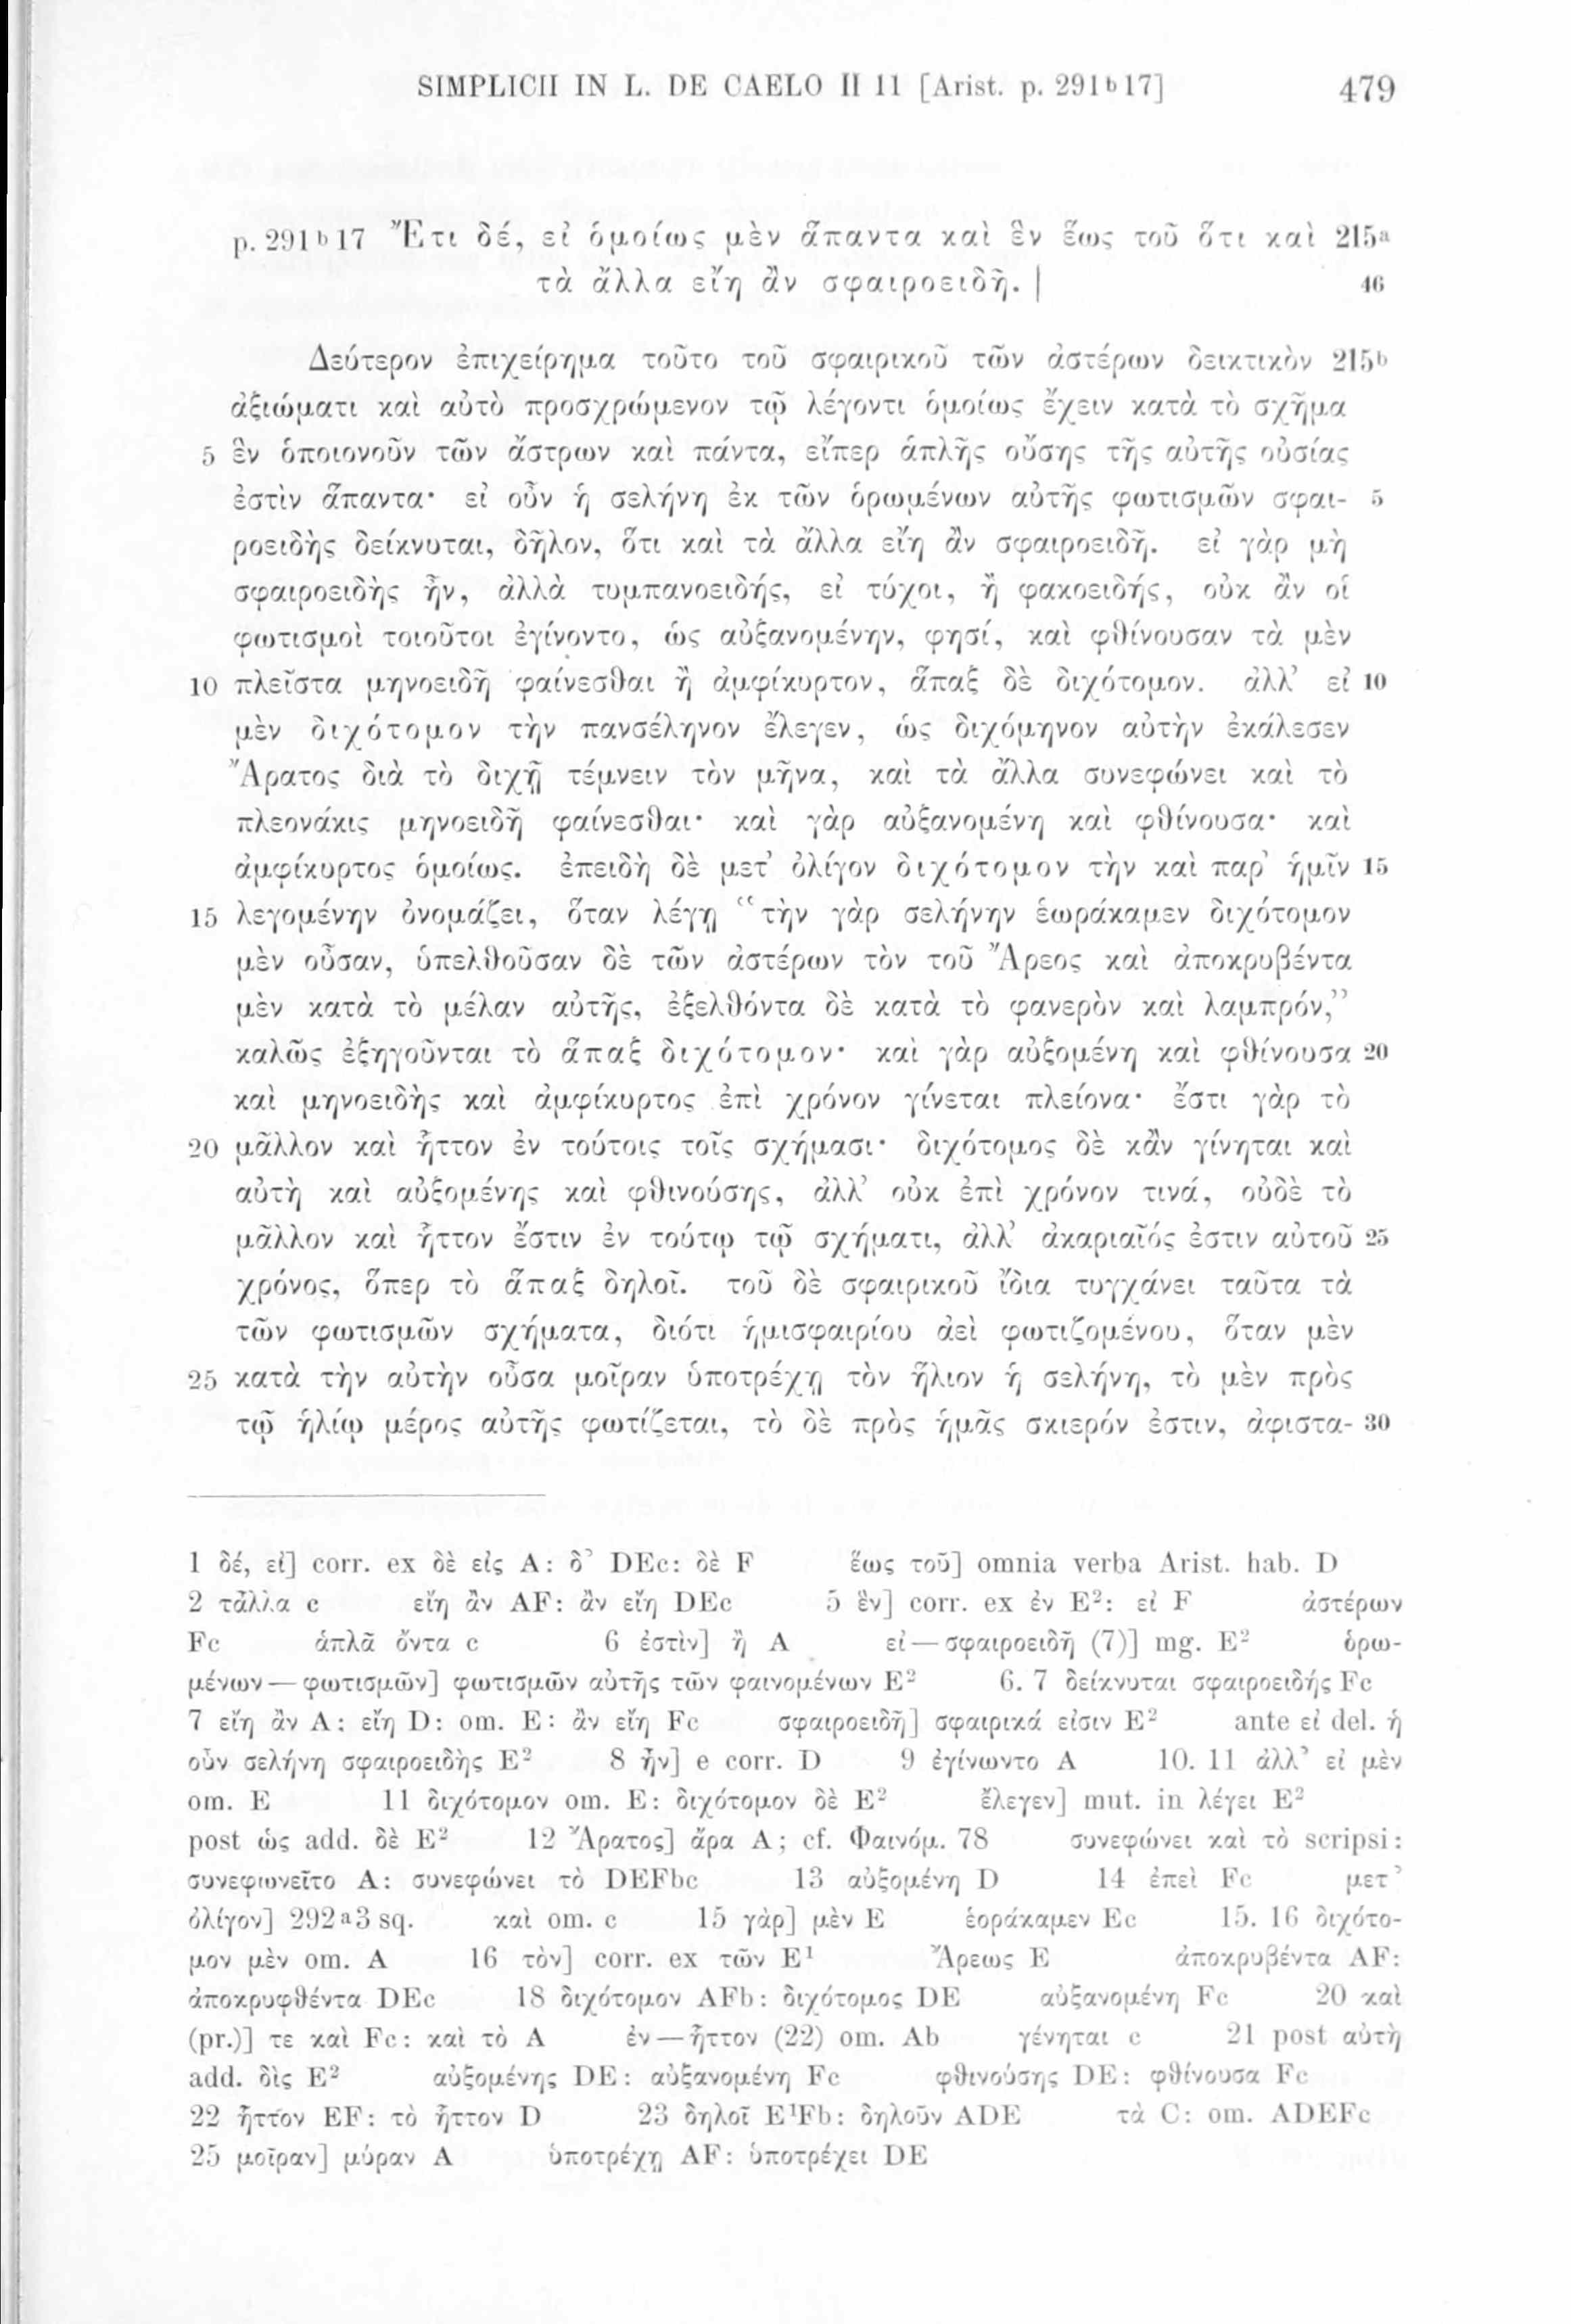 SIMPLICII IN L. DE CAELO II 11 [Arist. p. 291ᵇ17] 479
p. 291ᵇ17 Ἔτι δέ, εἰ ὁμοίως μὲν ἅπαντα καὶ ἓν ἕως τοῦ ὅτι καὶ 215ᵃ
τὰ ἄλλα εἴη ἂν σφαιροειδῆ. | 46
Δεύτερον ἐπιχείρημα τοῦτο τοῦ σφαιρικοῦ τῶν ἀστέρων δεικτικὸν 215ᵇ
ἀξιώματι καὶ αὐτὸ προσχρώμενον τῷ λέγοντι ὁμοίως ἔχειν κατὰ τὸ σχῆμα
5 ἓν ὁποιονοῦν τῶν ἄστρων καὶ πάντα, εἴπερ ἁπλῆς οὔσης τῆς αὐτῆς οὐσίας
ἐστὶν ἅπαντα· εἰ οὖν ἡ σελήνη ἐκ τῶν ὁρωμένων αὐτῆς φωτισμῶν σφαι- 5
ροειδὴς δείκνυται, δῆλον, ὅτι καὶ τὰ ἄλλα εἴη ἂν σφαιροειδῆ. εἰ γὰρ μὴ
σφαιροειδὴς ἦν, ἀλλὰ τυμπανοειδής, εἰ τύχοι, ἢ φακοειδής, οὐκ ἂν οἱ
φωτισμοὶ τοιοῦτοι ἐγίνοντο, ὡς αὐξανομένην, φησί, καὶ φθίνουσαν τὰ μὲν
10 πλεῖστα μηνοειδῆ φαίνεσθαι ἢ ἀμφίκυρτον, ἅπαξ δὲ διχότομον. ἀλλ’ εἰ 10
μὲν διχότομον τὴν πανσέληνον ἔλεγεν, ὡς διχόμηνον αὐτὴν ἐκάλεσεν
Ἄρατος διὰ τὸ διχῇ τέμνειν τὸν μῆνα, καὶ τὰ ἄλλα συνεφώνει καὶ τὸ
πλεονάκις μηνοειδῆ φαίνεσθαι· καὶ γὰρ αὐξανομένη καὶ φθίνουσα· καὶ
ἀμφίκυρτος ὁμοίως. ἐπειδὴ δὲ μετ’ ὀλίγον διχότομον τὴν καὶ παρ’ ἡμῖν 15
15 λεγομένην ὀνομάζει, ὅταν λέγῃ “τὴν γὰρ σελήνην ἑωράκαμεν διχότομον
μὲν οὖσαν, ὑπελθοῦσαν δὲ τῶν ἀστέρων τὸν τοῦ Ἄρεος καὶ ἀποκρυβέντα
μὲν κατὰ τὸ μέλαν αὐτῆς, ἐξελθόντα δὲ κατὰ τὸ φανερὸν καὶ λαμπρόν,”
καλῶς ἐξηγοῦνται τὸ ἅπαξ διχότομον· καὶ γὰρ αὐξομένη καὶ φθίνουσα 20
καὶ μηνοειδὴς καὶ ἀμφίκυρτος ἐπὶ χρόνον γίνεται πλείονα· ἔστι γὰρ τὸ
20 μᾶλλον καὶ ἧττον ἐν τούτοις τοῖς σχήμασι· διχότομος δὲ κἂν γίνηται καὶ
αὐτὴ καὶ αὐξομένης καὶ φθινούσης, ἀλλ’ οὐκ ἐπὶ χρόνον τινά, οὐδὲ τὸ
μᾶλλον καὶ ἧττον ἔστιν ἐν τούτῳ τῷ σχήματι, ἀλλ’ ἀκαριαῖός ἐστιν αὐτοῦ 25
χρόνος, ὅπερ τὸ ἅπαξ δηλοῖ. τοῦ δὲ σφαιρικοῦ ἴδια τυγχάνει ταῦτα τὰ
τῶν φωτισμῶν σχήματα, διότι ἡμισφαιρίου ἀεὶ φωτιζομένου, ὅταν μὲν
25 κατὰ τὴν αὐτὴν οὖσα μοῖραν ὑποτρέχῃ τὸν ἥλιον ἡ σελήνη, τὸ μὲν πρὸς
τῷ ἡλίῳ μέρος αὐτῆς φωτίζεται, τὸ δὲ πρὸς ἡμᾶς σκιερόν ἐστιν, ἀφιστα- 30
1 δέ, εἰ] corr. ex δὲ εἰς A: δ’ DEc: δὲ F ἕως τοῦ] omnia verba Arist. hab. D
2 τἆλλα c εἴη ἂν AF: ἂν εἴη DEc 5 ἓν] corr. ex ἐν E²: εἰ F ἀστέρων
Fc ἁπλᾶ ὄντα c 6 ἐστὶν] ἢ A εἰ — σφαιροειδῆ (7)] mg. E² ὁρω-
μένων — φωτισμῶν] φωτισμῶν αὐτῆς τῶν φαινομένων E² 6. 7 δείκνυται σφαιροειδής Fc
7 εἴη ἂν A: εἴη D: om. E: ἂν εἴη Fc σφαιροειδῆ] σφαιρικά εἰσιν E² ante εἰ del. ἡ
οὖν σελήνη σφαιροειδὴς E² 8 ἦν] e corr. D 9 ἐγίνωντο A 10. 11 ἀλλ’ εἰ μὲν
om. E 11 διχότομον om. E: διχότομον δὲ E² ἔλεγεν] mut. in λέγει E²
post ὡς add. δὲ E² 12 Ἄρατος] ἄρα A; cf. Φαινόμ. 78 συνεφώνει καὶ τὸ scripsi:
συνεφωνεῖτο A: συνεφώνει τὸ DEFbc 13 αὐξομένη D 14 ἐπεὶ Fc μετ’
ὀλίγον] 292ᵃ3 sq. καὶ om. c 15 γὰρ] μὲν E ἑοράκαμεν Ec 15. 16 διχότο-
μον μὲν om. A 16 τὸν] corr. ex τῶν E¹ Ἄρεως E ἀποκρυβέντα AF:
ἀποκρυφθέντα DEc 18 διχότομον AFb: διχότομος DE αὐξανομένη Fc 20 καὶ
(pr.)] τε καὶ Fc: καὶ τὸ A ἐν — ἧττον (22) om. Ab γένηται c 21 post αὐτὴ
add. δὶς E² αὐξομένης DE: αὐξανομένη Fc φθινούσης DE: φθίνουσα Fc
22 ἧττον EF: τὸ ἧττον D 23 δηλοῖ E¹Fb: δηλοῦν ADE τὰ C: om. ADEFc
25 μοῖραν] μύραν A ὑποτρέχῃ AF: ὑποτρέχει DE